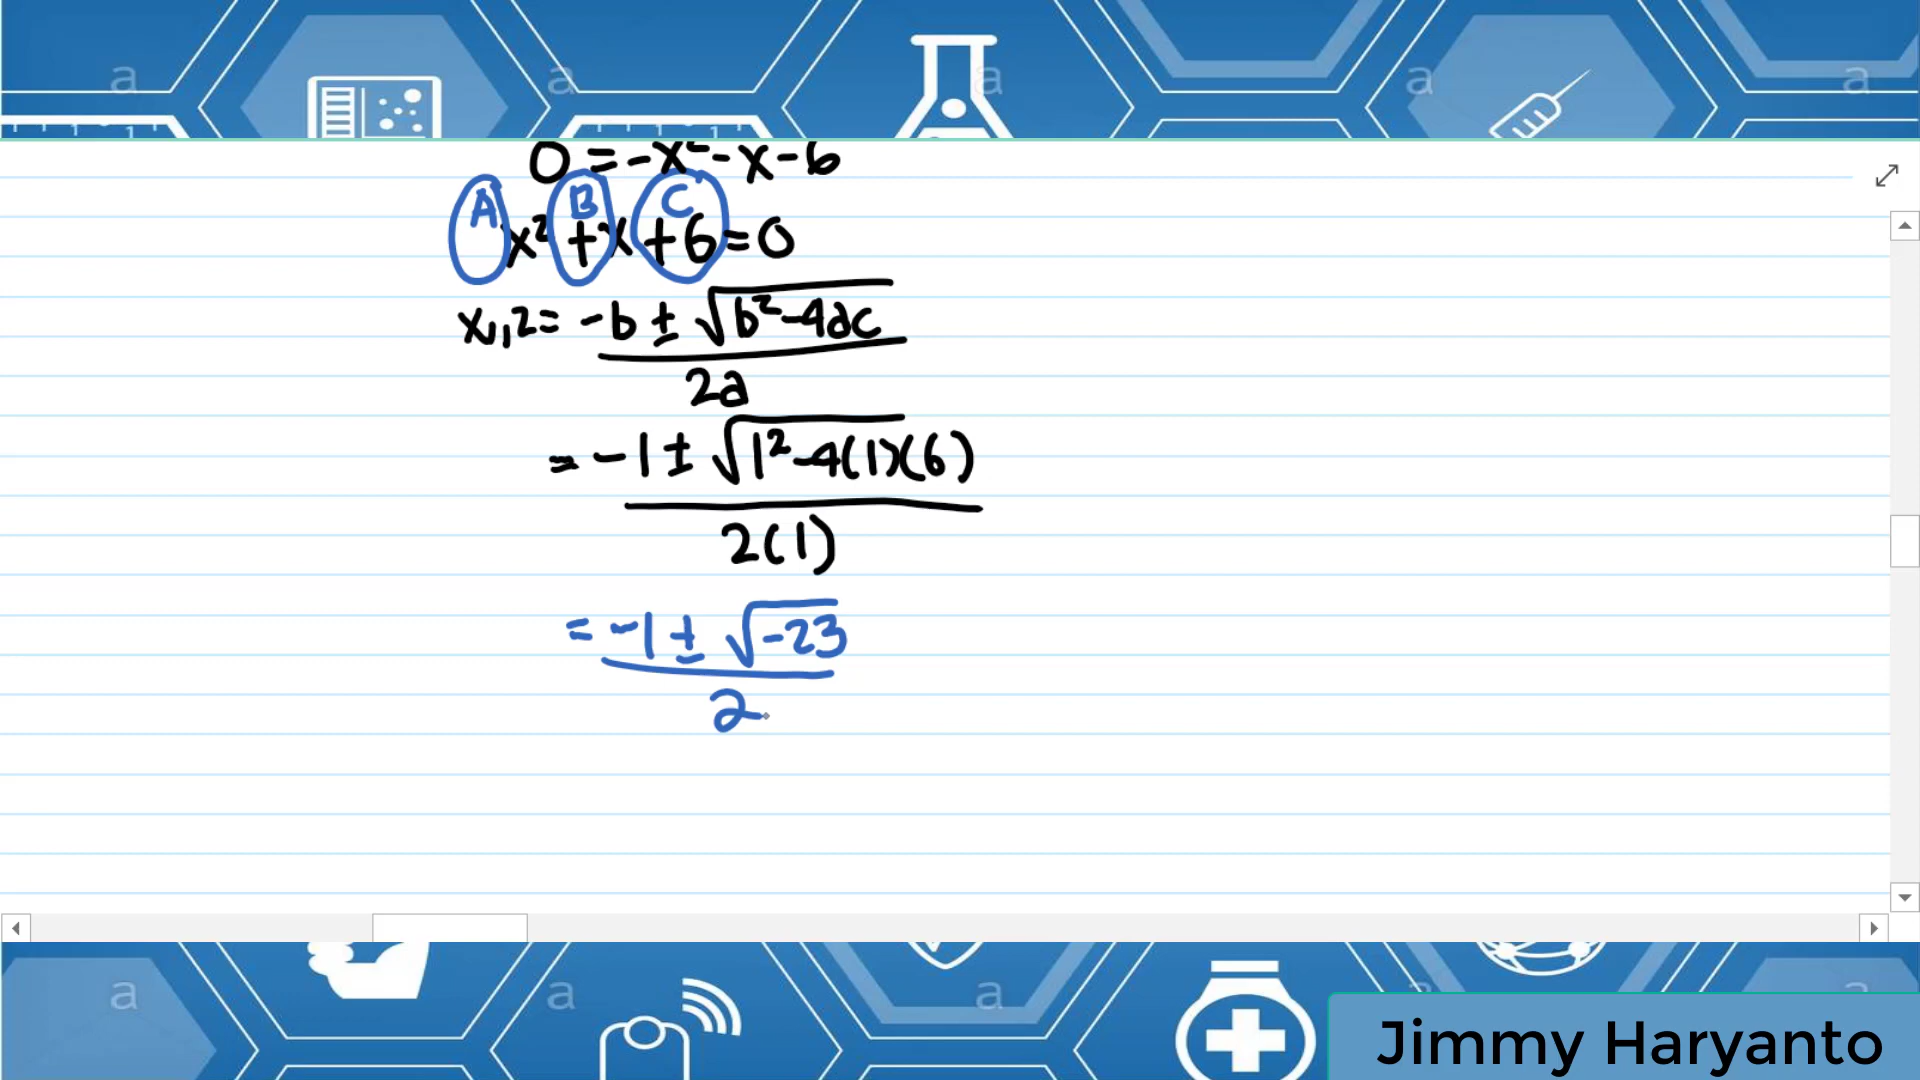 a a a a a
0 = -x² - x - 6
A B C
x² + x + 6 = 0
x1,2 = -b ± √b² - 4ac
2a
= -1 ± √1² - 4(1)(6)
2(1)
= -1 ± √-23
2
a a a a
Jimmy Haryanto